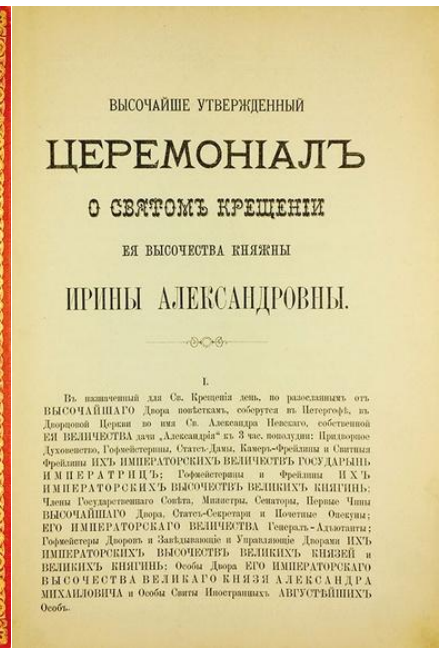 ВЫСОЧАЙШЕ УТВЕРЖДЕННЫЙ
ЦЕРЕМОНІАЛЪ
О СВЯТОМЪ КРЕЩЕНІИ
ЕЯ ВЫСОЧЕСТВА КНЯЖНЫ
ИРИНЫ АЛЕКСАНДРОВНЫ.
I.
Въ назначенный для Св. Крещенія день, по разосланнымъ отъ
ВЫСОЧАЙШАГО Двора повѣсткамъ, соберутся въ Петергофѣ, въ
Дворцовой Церкви во имя Св. Александра Невскаго, собственной
ЕЯ ВЕЛИЧЕСТВА дачи „Александрія“ къ 3 час. пополудни: Придворное
Духовенство, Гофмейстерины, Статсъ-Дамы, Камеръ-Фрейлины и Свитныя
Фрейлины ИХЪ ИМПЕРАТОРСКИХЪ ВЕЛИЧЕСТВЪ ГОСУДАРЫНЬ
ИМПЕРАТРИЦЪ; Гофмейстерины и Фрейлины ИХЪ
ИМПЕРАТОРСКИХЪ ВЫСОЧЕСТВЪ ВЕЛИКИХЪ КНЯГИНЬ;
Члены Государственнаго Совѣта, Министры, Сенаторы, Первые Чины
ВЫСОЧАЙШАГО Двора, Статсъ-Секретари и Почетные Опекуны;
ЕГО ИМПЕРАТОРСКАГО ВЕЛИЧЕСТВА Генералъ-Адъютанты;
Гофмейстеры Дворовъ и Завѣдывающіе и Управляющіе Дворами ИХЪ
ИМПЕРАТОРСКИХЪ ВЫСОЧЕСТВЪ ВЕЛИКИХЪ КНЯЗЕЙ и
ВЕЛИКИХЪ КНЯГИНЬ; Особы Двора ЕГО ИМПЕРАТОРСКАГО
ВЫСОЧЕСТВА ВЕЛИКАГО КНЯЗЯ АЛЕКСАНДРА
МИХАИЛОВИЧА и Особы Свиты Иностранныхъ АВГУСТѢЙШИХЪ
Особъ.